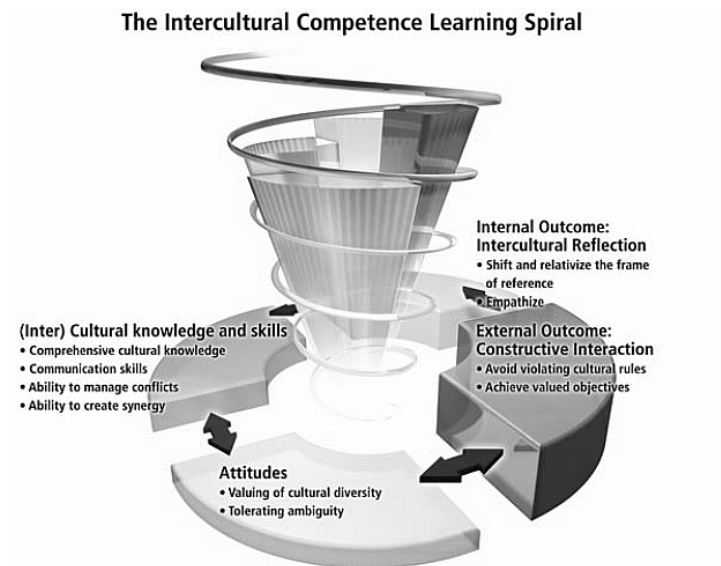 The Intercultural Competence Learning Spiral
Internal Outcome:
Intercultural Reflection
• Shift and relativize the frame
of reference
• Empathize
(Inter) Cultural knowledge and skills
• Comprehensive cultural knowledge
• Communication skills
• Ability to manage conflicts
• Ability to create synergy
External Outcome:
Constructive Interaction
• Avoid violating cultural rules
• Achieve valued objectives
Attitudes
• Valuing of cultural diversity
• Tolerating ambiguity